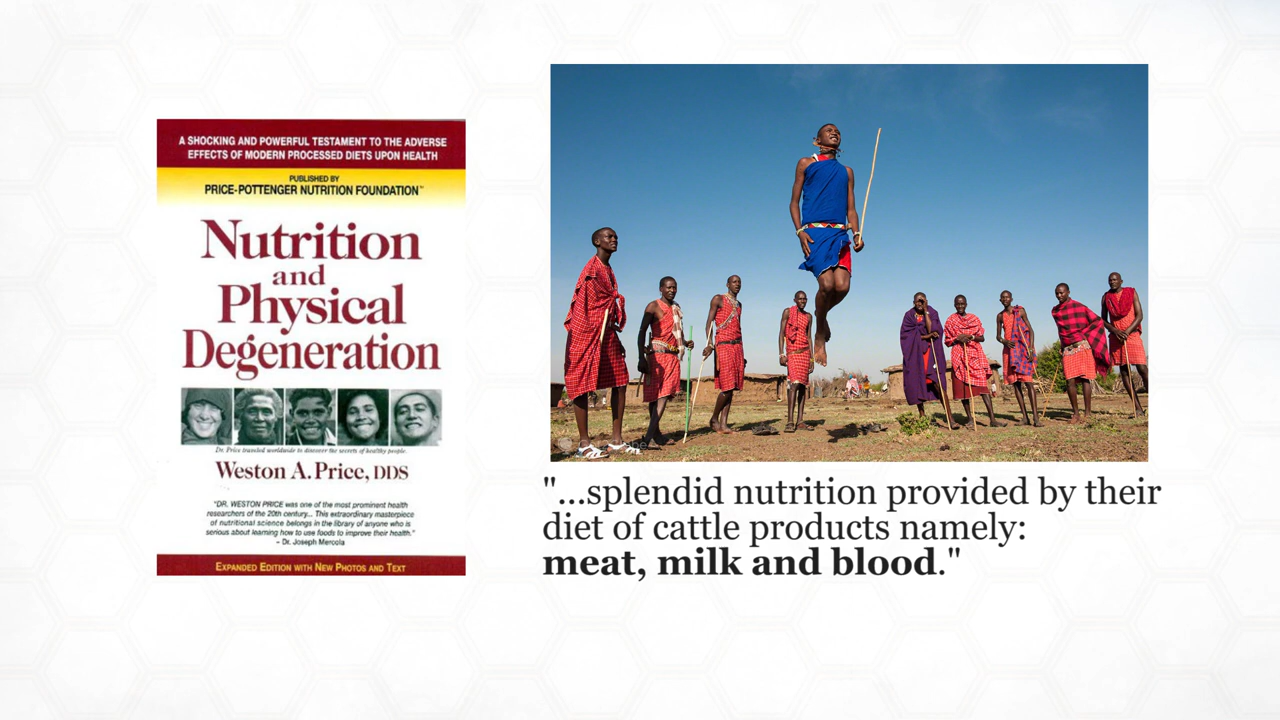 A SHOCKING AND POWERFUL TESTAMENT TO THE ADVERSE
EFFECTS OF MODERN PROCESSED DIETS UPON HEALTH
PUBLISHED BY
PRICE-POTTENGER NUTRITION FOUNDATION™
Nutrition
and
Physical
Degeneration
Dr. Price traveled worldwide to discover the secrets of healthy people.
Weston A. Price, DDS
"DR. WESTON PRICE was one of the most prominent health
researchers of the 20th century... This extraordinary masterpiece
of nutritional science belongs in the library of anyone who is
serious about learning how to use foods to improve their health."
– Dr. Joseph Mercola
EXPANDED EDITION WITH NEW PHOTOS AND TEXT
"...splendid nutrition provided by their
diet of cattle products namely:
meat, milk and blood."